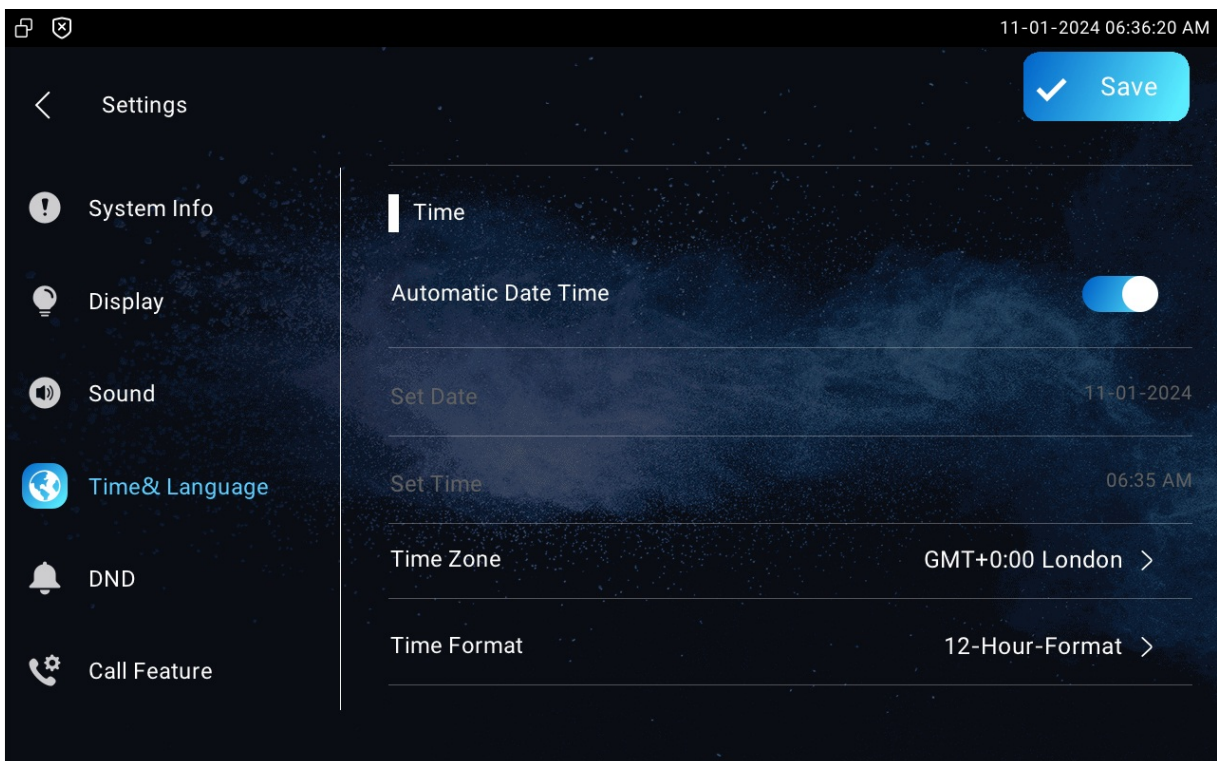 11-01-2024 06:36:20 AM
Settings
Save
System Info
Display
Sound
Time& Language
DND
Call Feature
Time
Automatic Date Time
Set Date 11-01-2024
Set Time 06:35 AM
Time Zone GMT+0:00 London
Time Format 12-Hour-Format